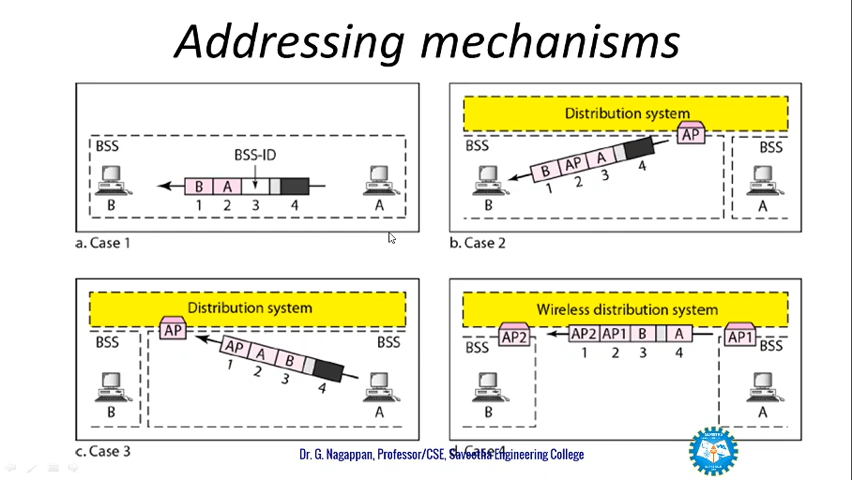 Addressing mechanisms
BSS
BSS-ID
B A
B
1 2 3 4
A
a. Case 1
Distribution system
AP
BSS
BSS
B AP A
1 2 3 4
B
A
b. Case 2
Distribution system
AP
BSS
BSS
AP A B
1 2 3 4
B
A
c. Case 3
Wireless distribution system
AP2
AP2 AP1 B A
AP1
BSS
1 2 3 4
BSS
B
A
d. Case 4
Dr. G. Nagappan, Professor/CSE, Saveetha Engineering College